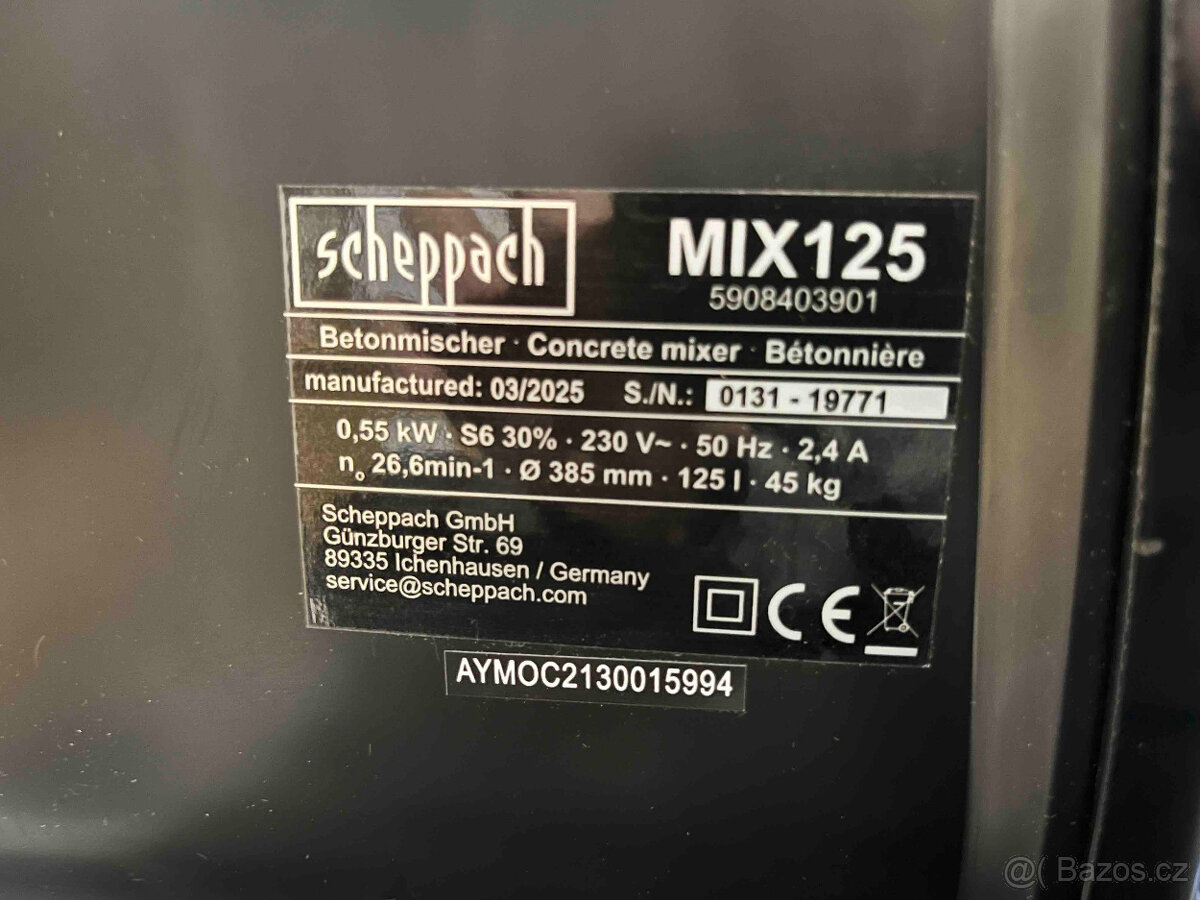 scheppach
MIX125
5908403901
Betonmischer · Concrete mixer · Bétonnière
manufactured: 03/2025 S./N.: 0131 - 19771
0,55 kW · S6 30% · 230 V~ · 50 Hz · 2,4 A
n₀ 26,6min-1 · Ø 385 mm · 125 l · 45 kg
Scheppach GmbH
Günzburger Str. 69
89335 Ichenhausen / Germany
service@scheppach.com
CE
AYMOC2130015994
@( Bazos.cz